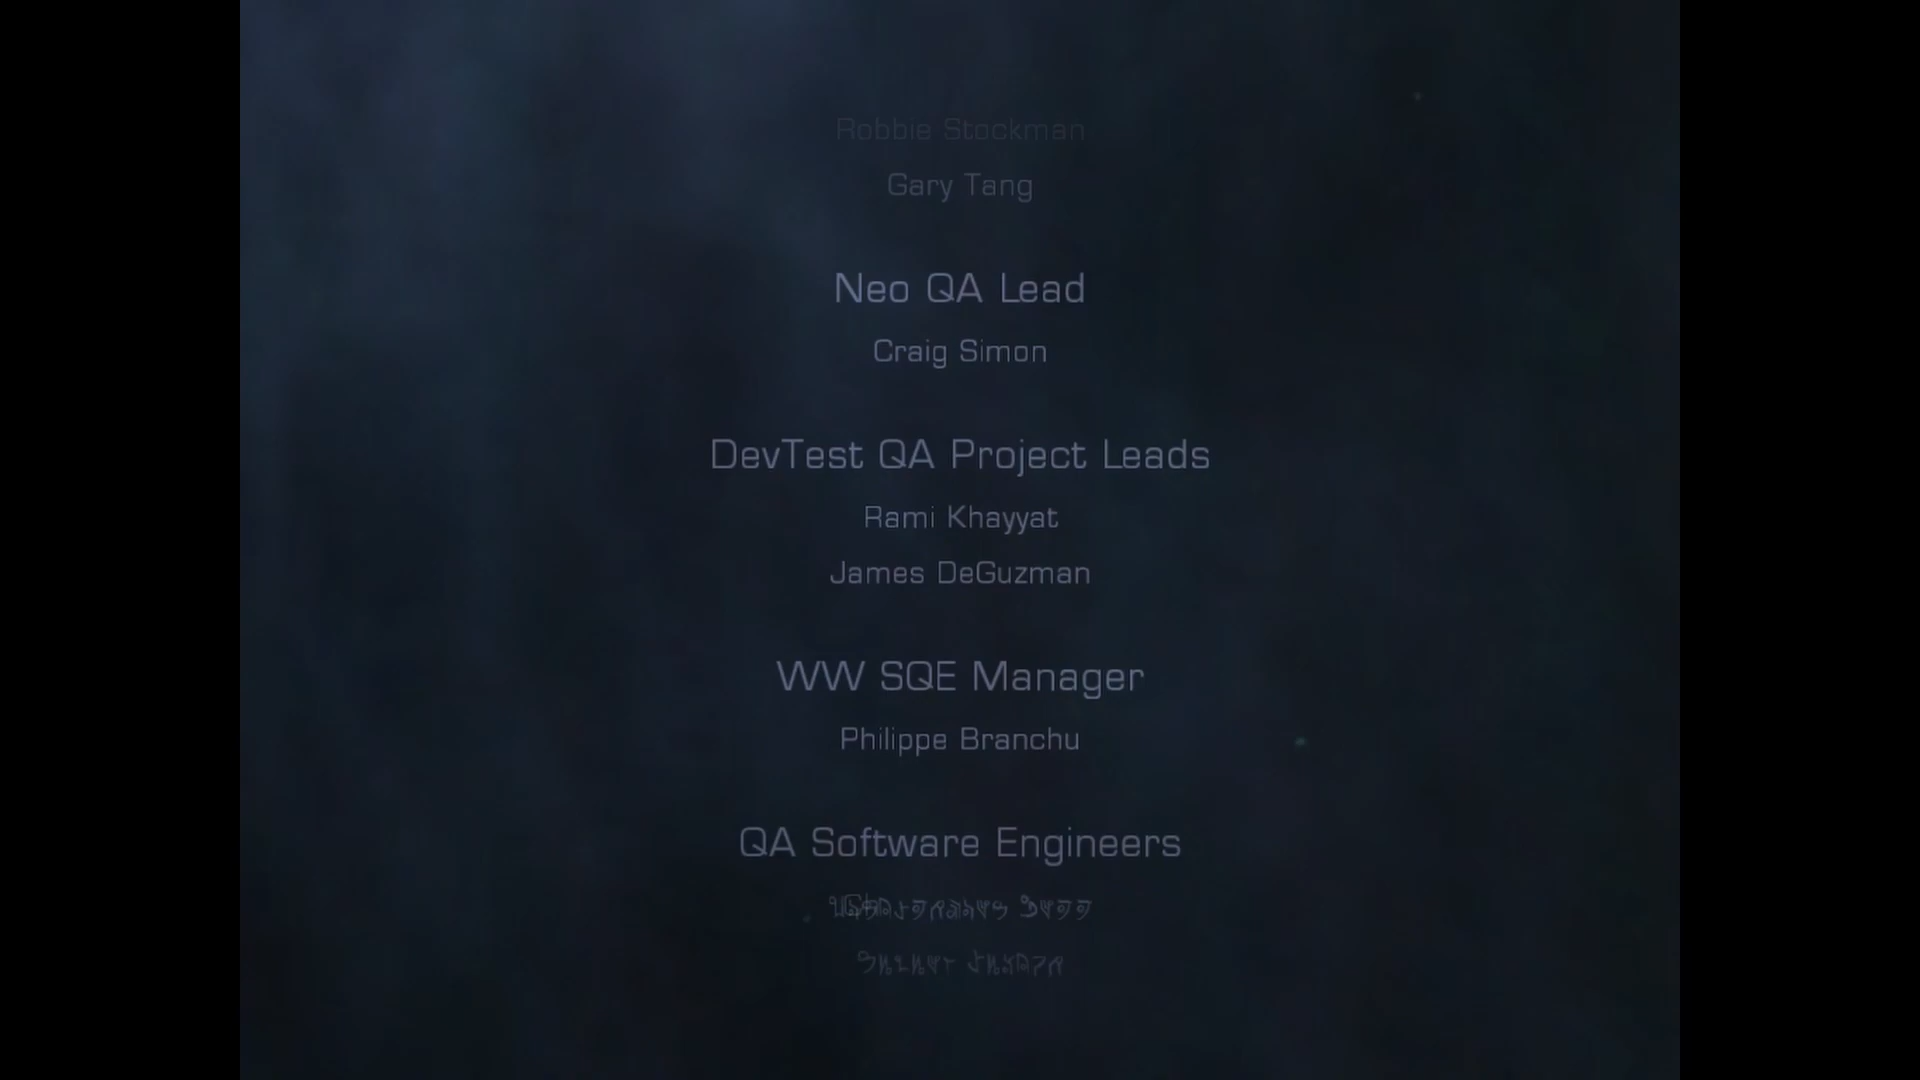 Robbie Stockman
Gary Tang
Neo QA Lead
Craig Simon
DevTest QA Project Leads
Rami Khayyat
James DeGuzman
WW SQE Manager
Philippe Branchu
QA Software Engineers